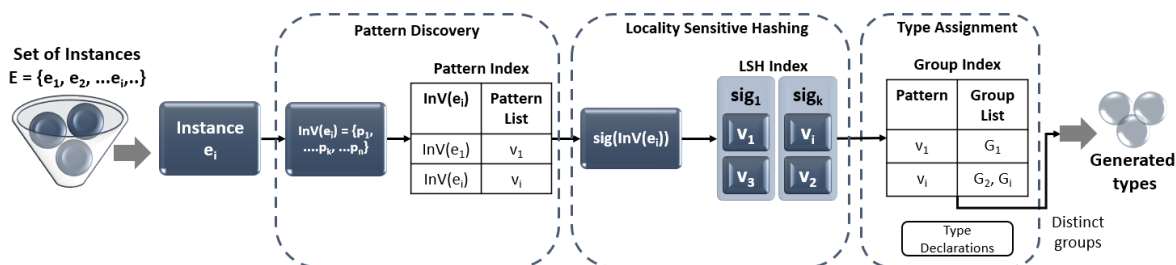 Set of Instances
E = {e₁, e₂, ...eᵢ,..}
Instance
eᵢ
Pattern Discovery
InV(eᵢ) = {p₁,
....pₖ, ...pₙ}
Pattern Index
InV(eᵢ) Pattern
List
InV(e₁) v₁
InV(eᵢ) vᵢ
Locality Sensitive Hashing
sig(InV(eᵢ))
LSH Index
sig₁ sigₖ
v₁ vᵢ
v₃ v₂
Type Assignment
Group Index
Pattern Group
List
v₁ G₁
vᵢ G₂, Gᵢ
Type
Declarations
Distinct
groups
Generated
types